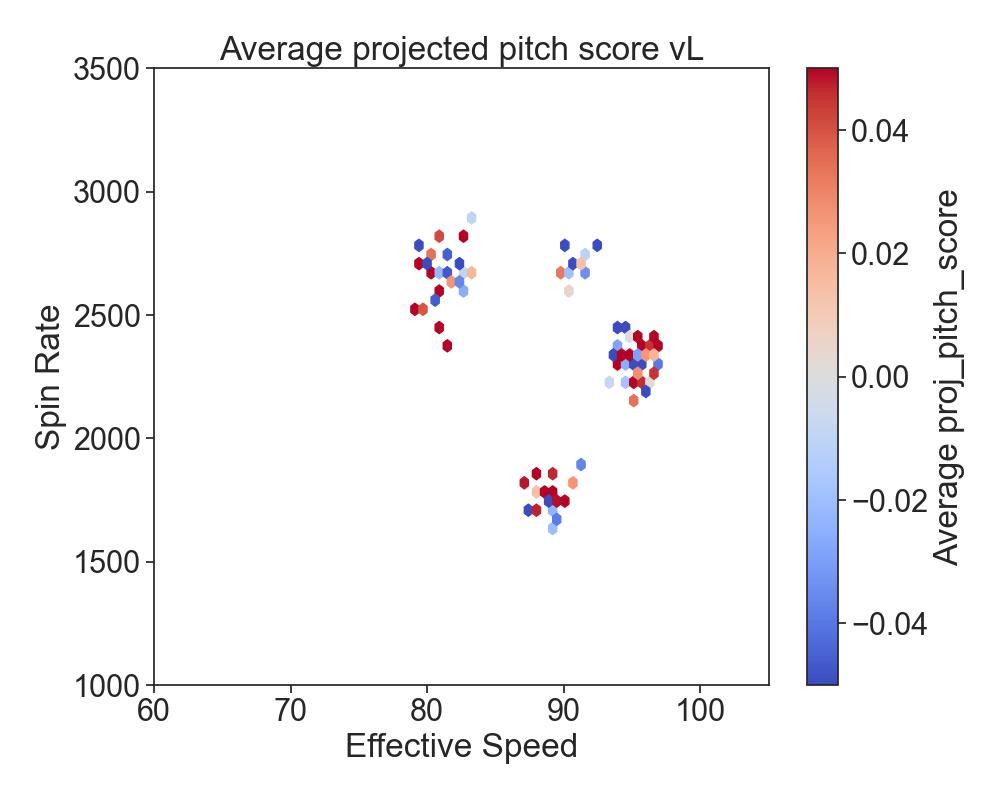 Average projected pitch score vL
3500
3000
2500
2000
1500
1000
Spin Rate
60 70 80 90 100
Effective Speed
0.04
0.02
0.00
−0.02
−0.04
Average proj_pitch_score